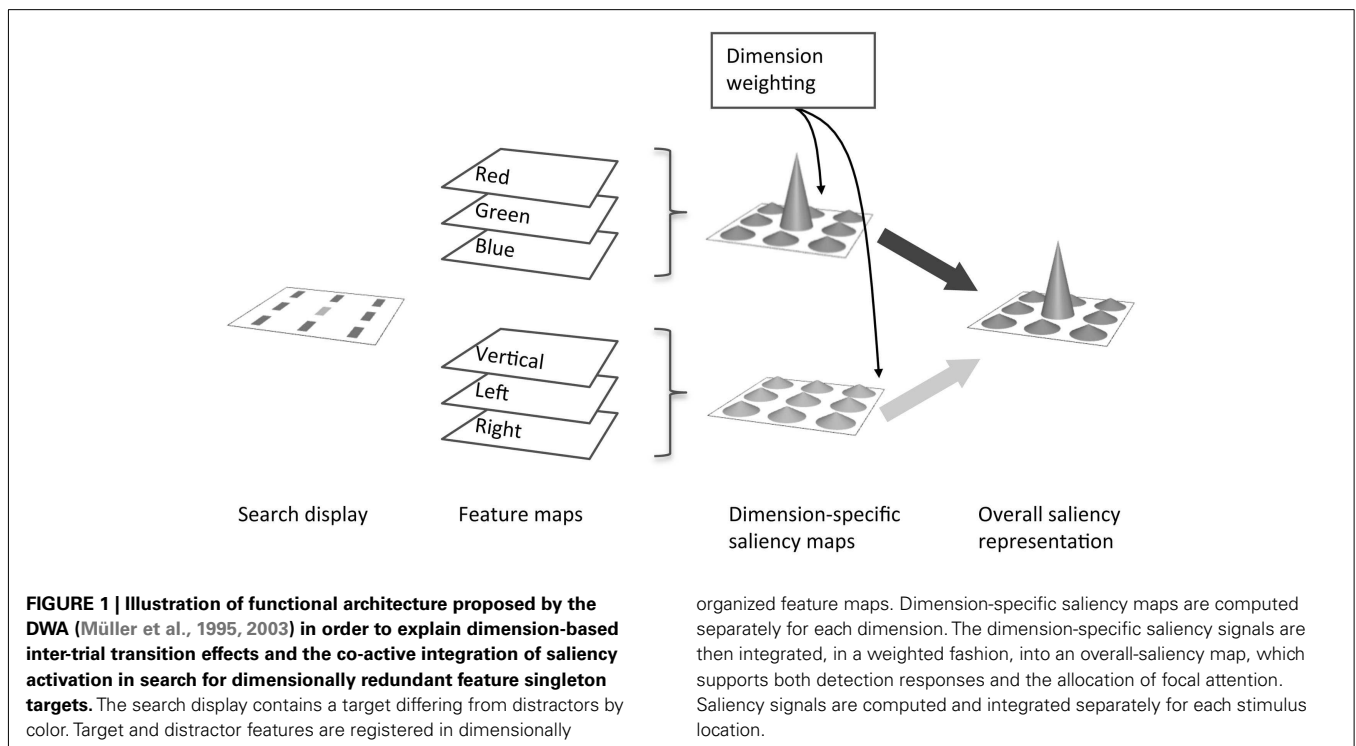 Dimension
weighting
Red
Green
Blue
Vertical
Left
Right
Search display
Feature maps
Dimension-specific
saliency maps
Overall saliency
representation
FIGURE 1 | Illustration of functional architecture proposed by the
DWA (Müller et al., 1995, 2003) in order to explain dimension-based
inter-trial transition effects and the co-active integration of saliency
activation in search for dimensionally redundant feature singleton
targets. The search display contains a target differing from distractors by
color. Target and distractor features are registered in dimensionally
organized feature maps. Dimension-specific saliency maps are computed
separately for each dimension. The dimension-specific saliency signals are
then integrated, in a weighted fashion, into an overall-saliency map, which
supports both detection responses and the allocation of focal attention.
Saliency signals are computed and integrated separately for each stimulus
location.